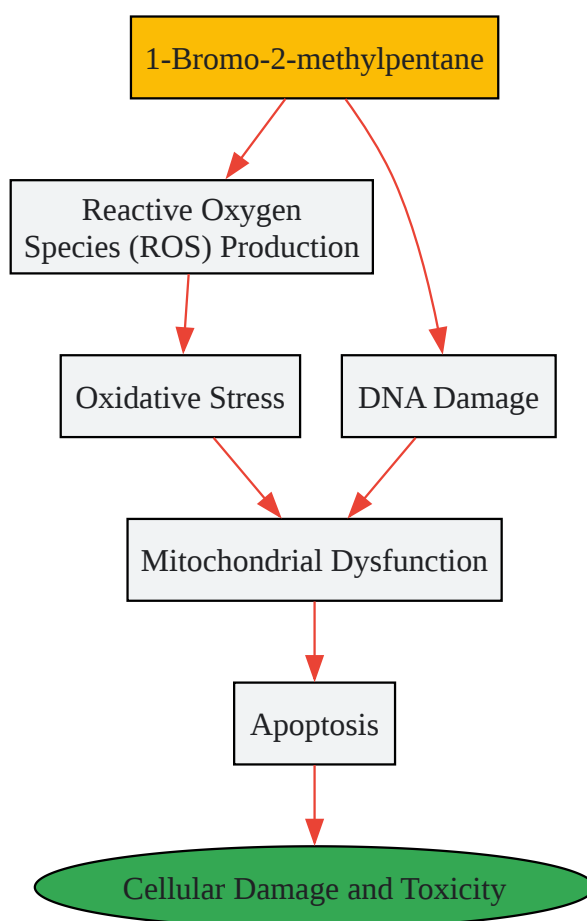 1-Bromo-2-methylpentane
Reactive Oxygen
Species (ROS) Production
Oxidative Stress
DNA Damage
Mitochondrial Dysfunction
Apoptosis
Cellular Damage and Toxicity